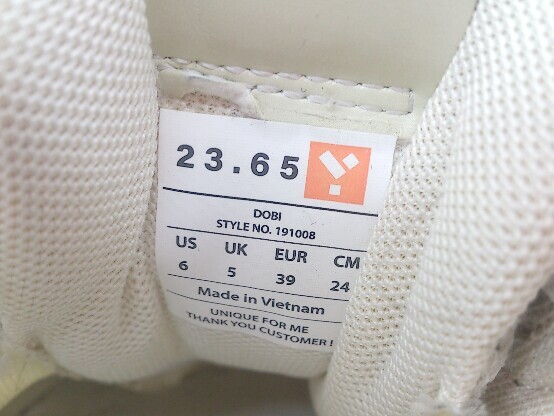 23.65
DOBI
STYLE NO. 191008
US UK EUR CM
6 5 39 24
Made in Vietnam
UNIQUE FOR ME
THANK YOU CUSTOMER!